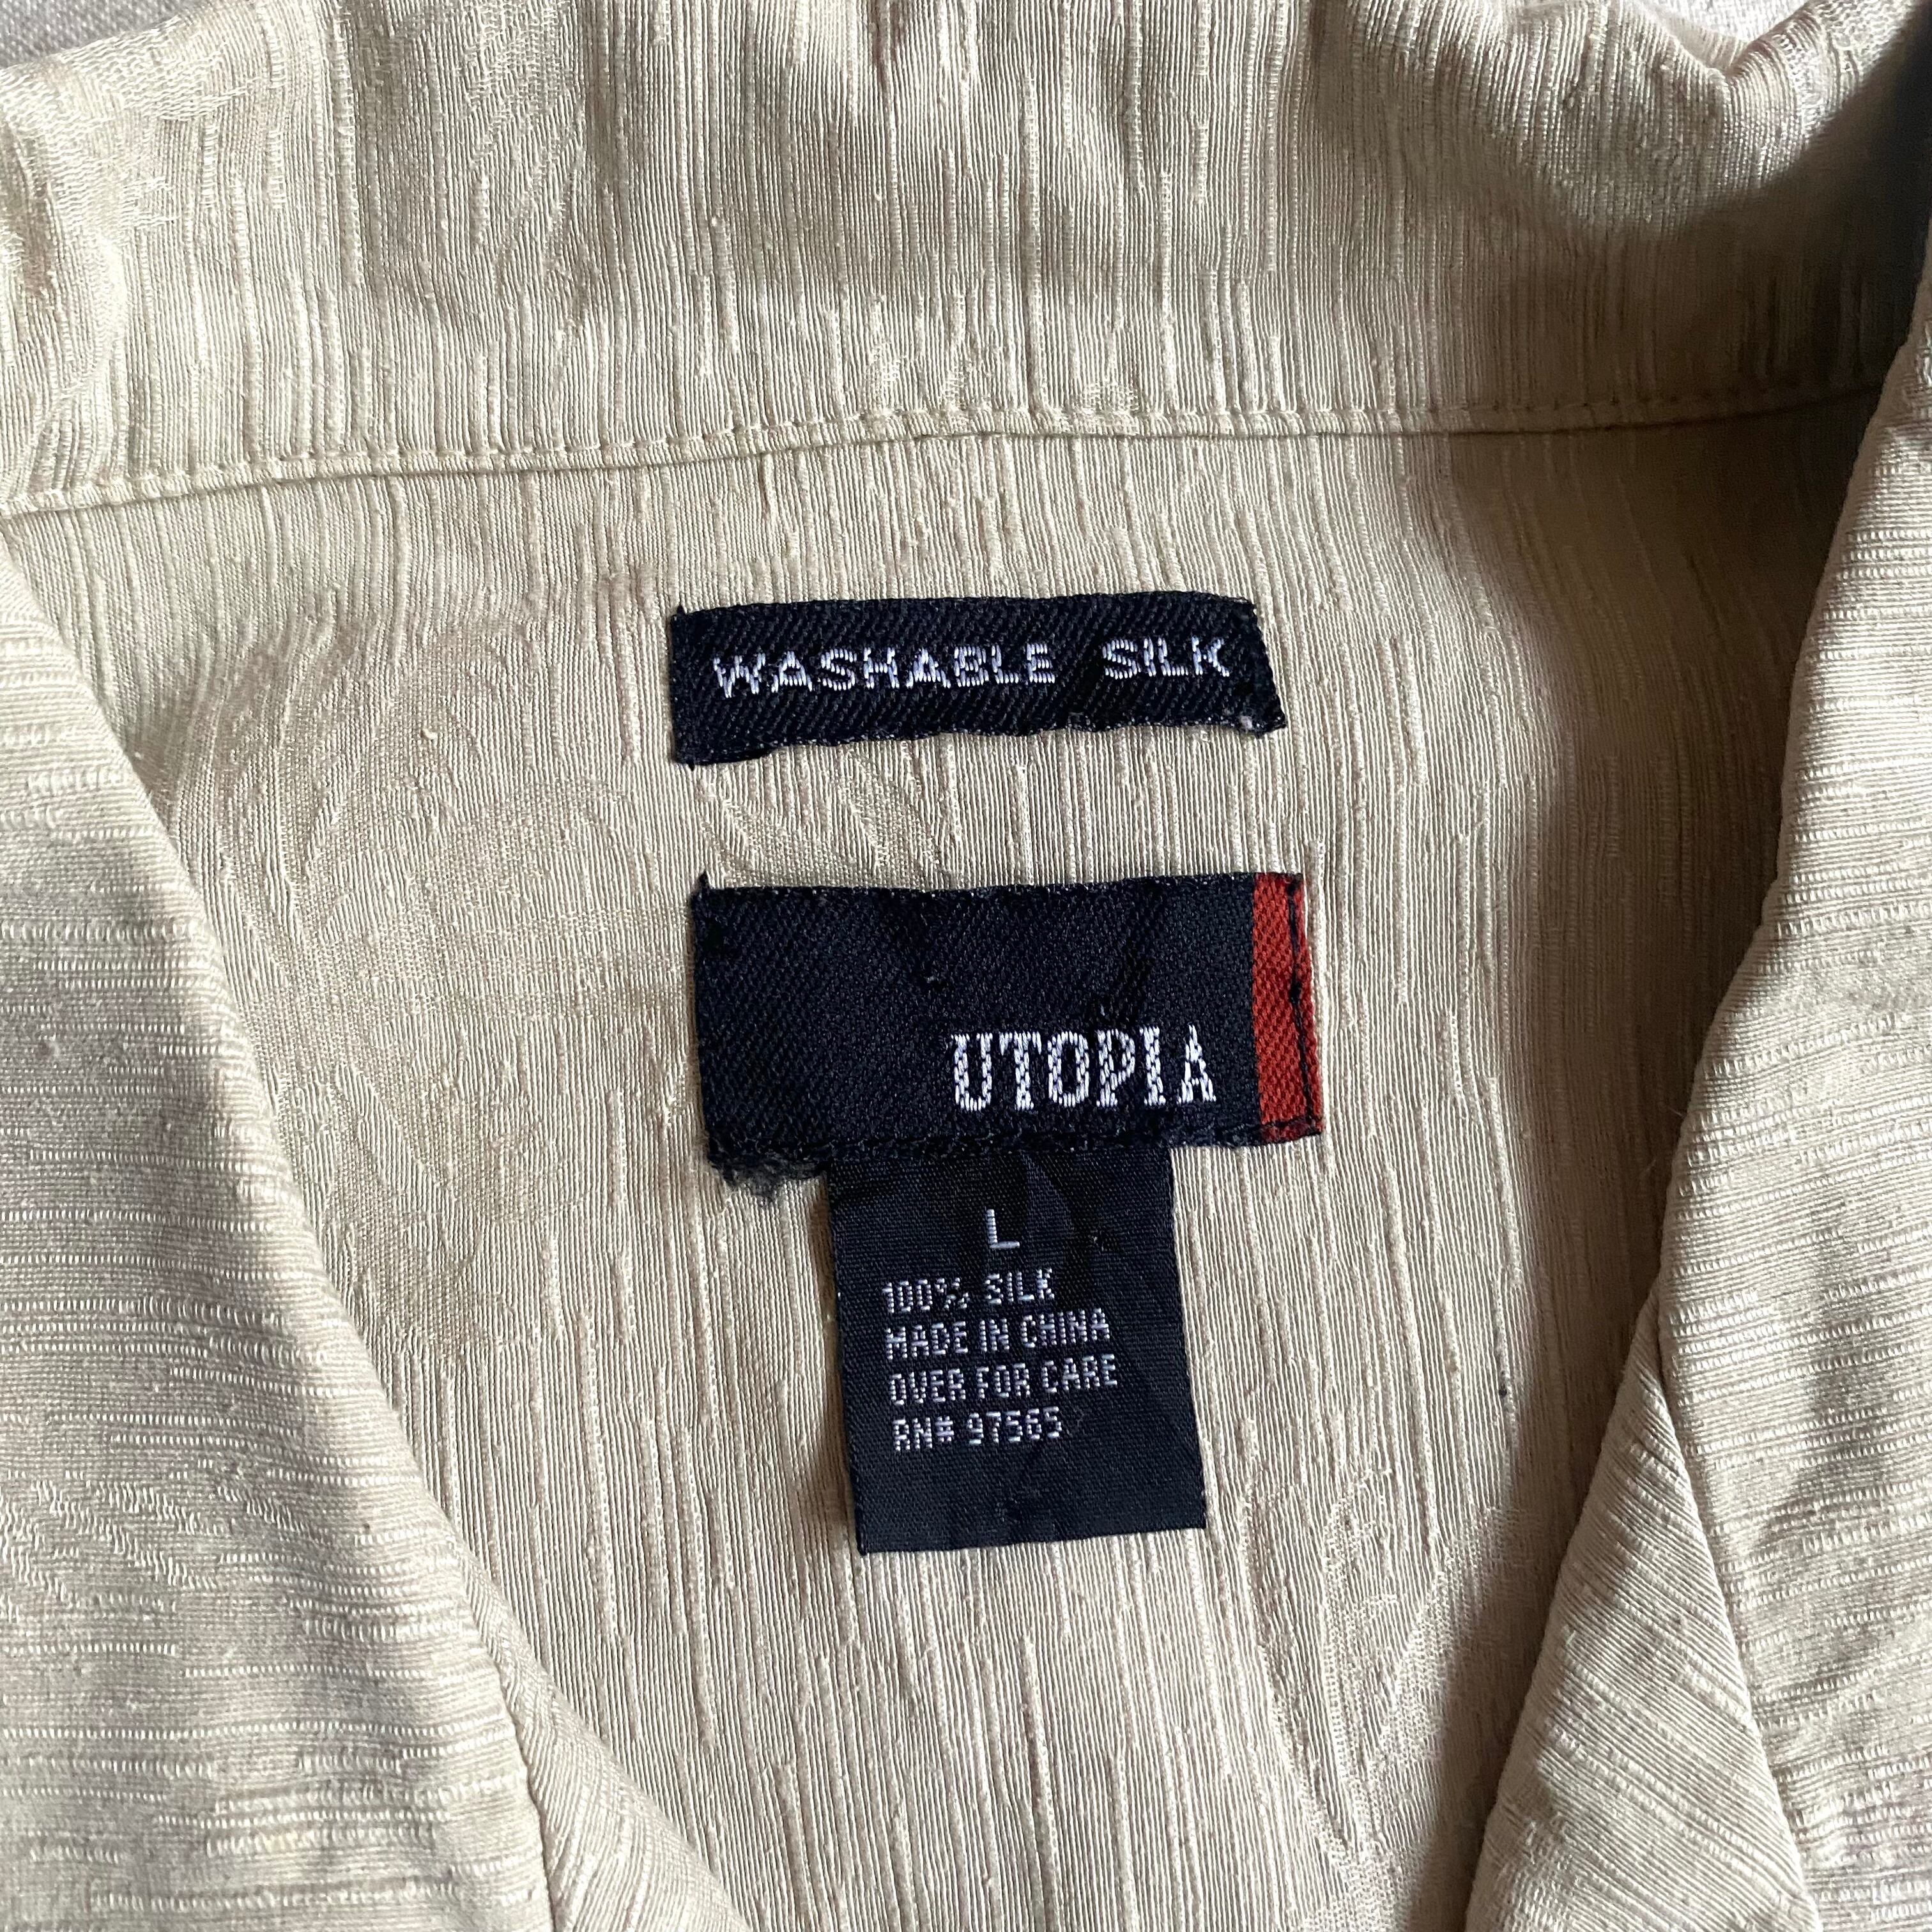 WASHABLE SILK
UTOPIA
L
100% SILK
MADE IN CHINA
OVER FOR CARE
RN# 97565